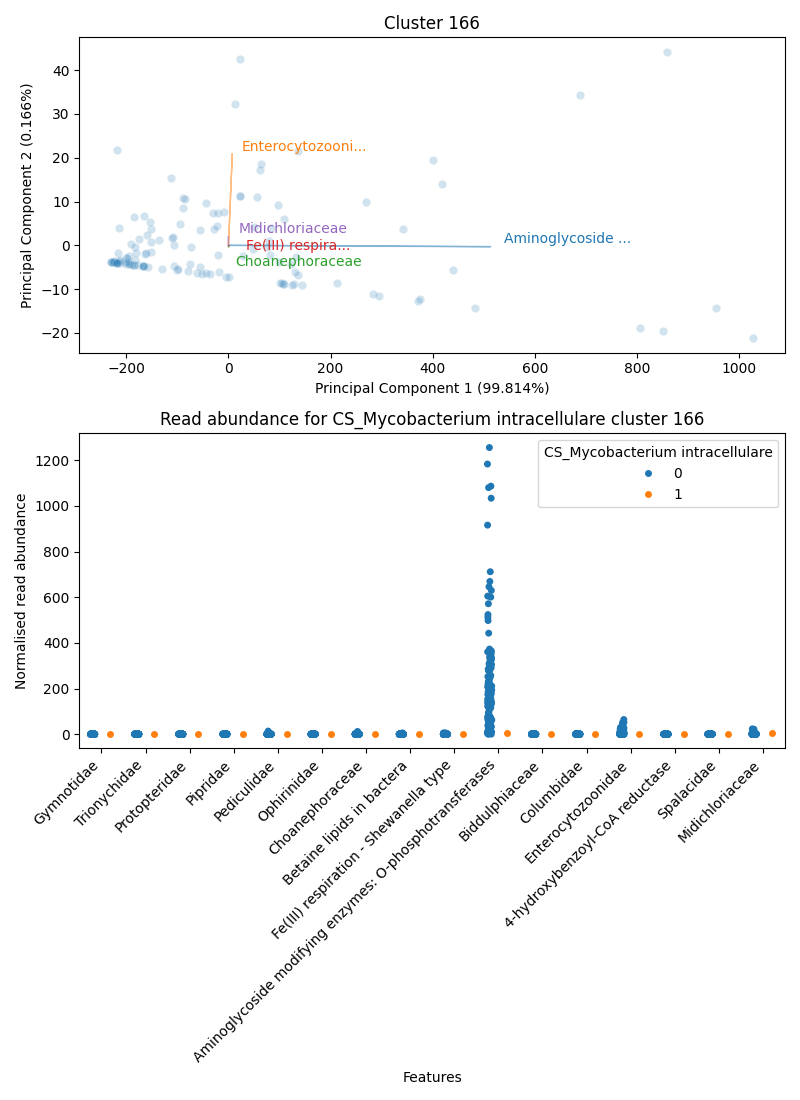 Cluster 166
Principal Component 2 (0.166%)
40
30
20
10
0
−10
−20
Enterocytozooni...
Midichloriaceae
Fe(III) respira...
Choanephoraceae
Aminoglycoside ...
−200
0
200
400
600
800
1000
Principal Component 1 (99.814%)
Read abundance for CS_Mycobacterium intracellulare cluster 166
Normalised read abundance
1200
1000
800
600
400
200
0
CS_Mycobacterium intracellulare
0
1
Gymnotidae
Trionychidae
Protopteridae
Pipridae
Pediculidae
Ophirinidae
Choanephoraceae
Betaine lipids in bacteria
Fe(III) respiration - Shewanella type
Aminoglycoside modifying enzymes: O-phosphotransferases
Biddulphiaceae
Columbidae
Enterocytozoonidae
4-hydroxybenzoyl-CoA reductase
Spalacidae
Midichloriaceae
Features